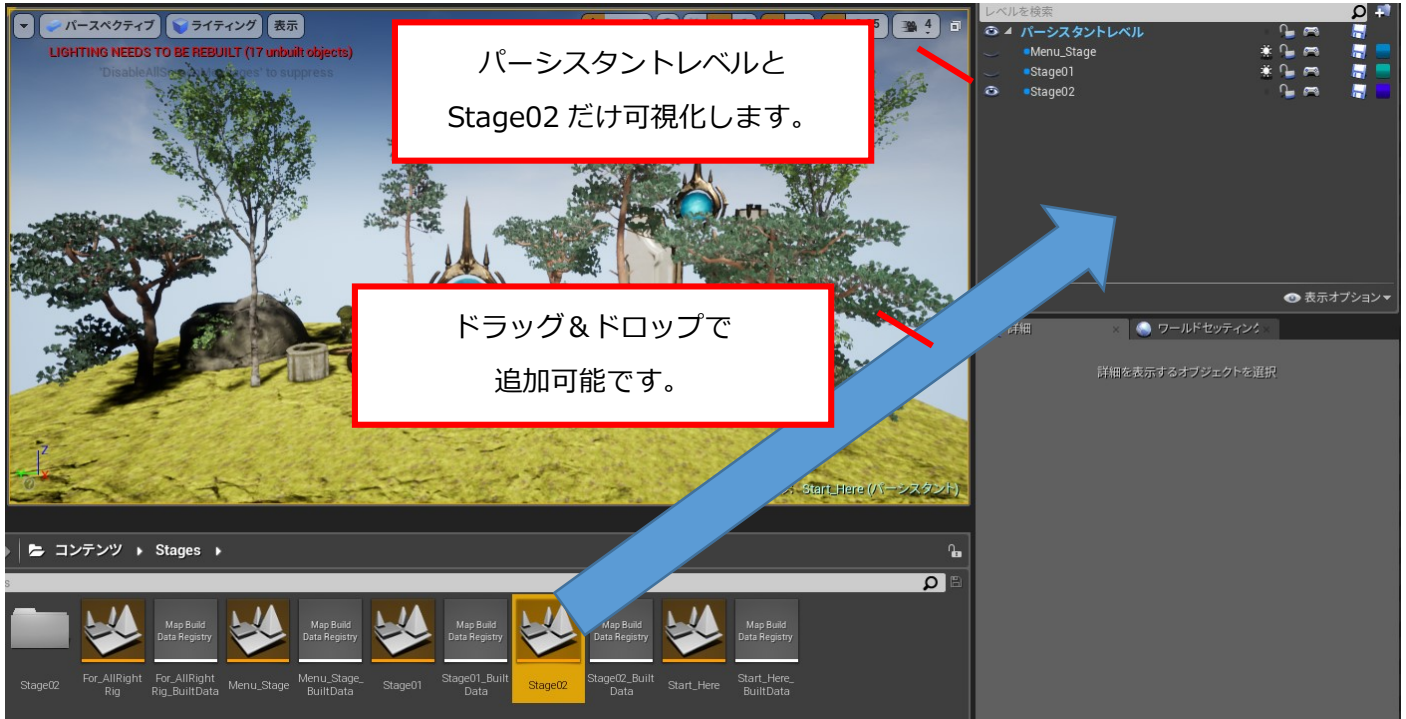 パースペクティブ
ライティング
表示
5
4
LIGHTING NEEDS TO BE REBUILT (17 unbuilt objects)
to suppress
パーシスタントレベルと
Stage02 だけ可視化します。
レベルを検索
パーシスタントレベル
Menu_Stage
Stage01
Stage02
表示オプション
ドラッグ＆ドロップで
追加可能です。
ワールドセッティング
詳細を表示するオブジェクトを選択
Z
X
Start_Here (パーシスタント)
コンテンツ
Stages
Stage02
For_AllRight
Rig
Map Build
Data Registry
For_AllRight
Rig_BuiltData
Menu_Stage
Map Build
Data Registry
Menu_Stage_
BuiltData
Stage01
Map Build
Data Registry
Stage01_Built
Data
Stage02
Map Build
Data Registry
Stage02_Built
Data
Start_Here
Map Build
Data Registry
Start_Here_
BuiltData